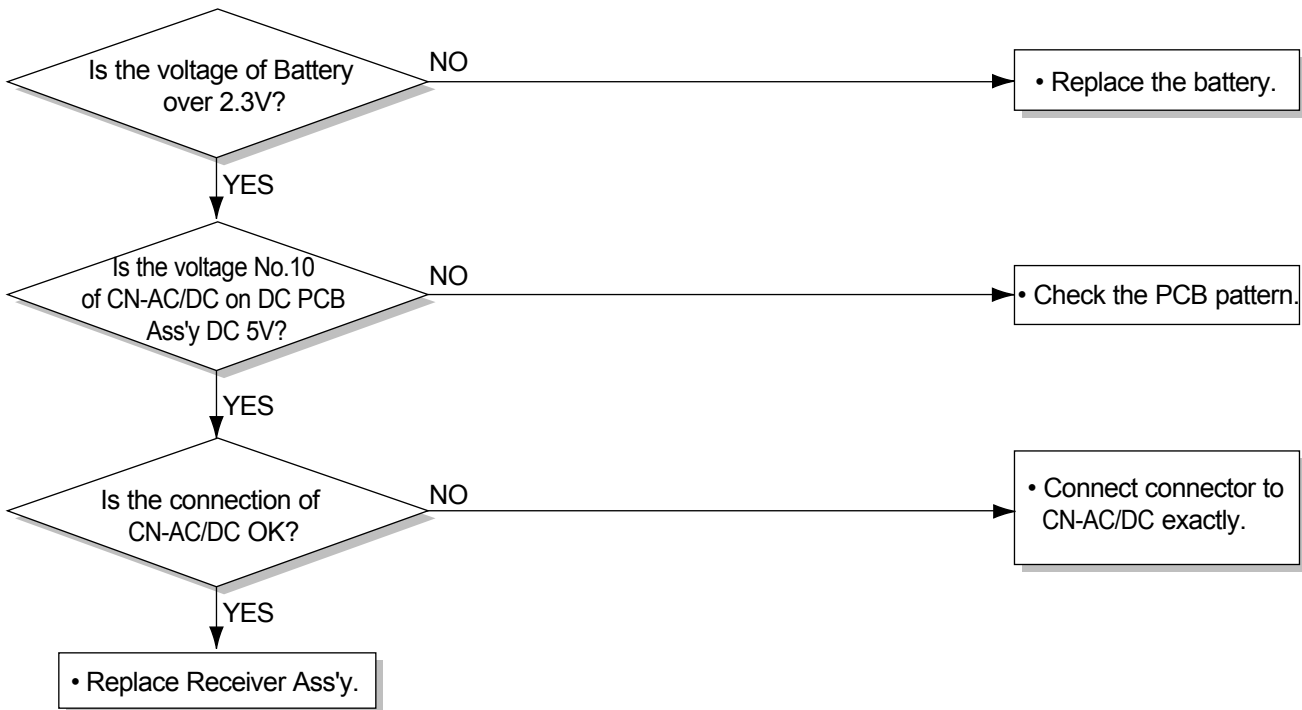 Is the voltage of Battery
over 2.3V?
NO
• Replace the battery.
YES
Is the voltage No.10
of CN-AC/DC on DC PCB
Ass'y DC 5V?
NO
• Check the PCB pattern.
YES
Is the connection of
CN-AC/DC OK?
NO
• Connect connector to
CN-AC/DC exactly.
YES
• Replace Receiver Ass'y.